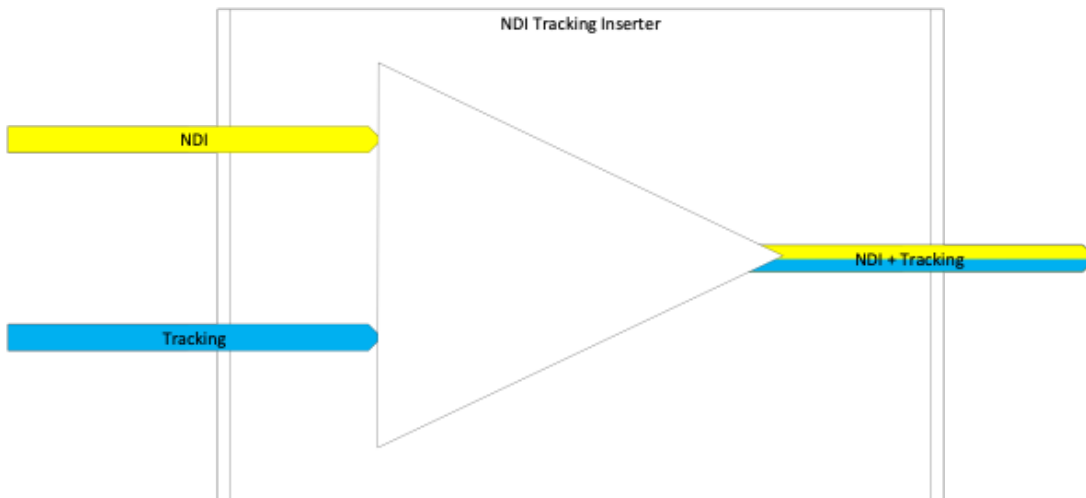 NDI Tracking Inserter
NDI
NDI + Tracking
Tracking